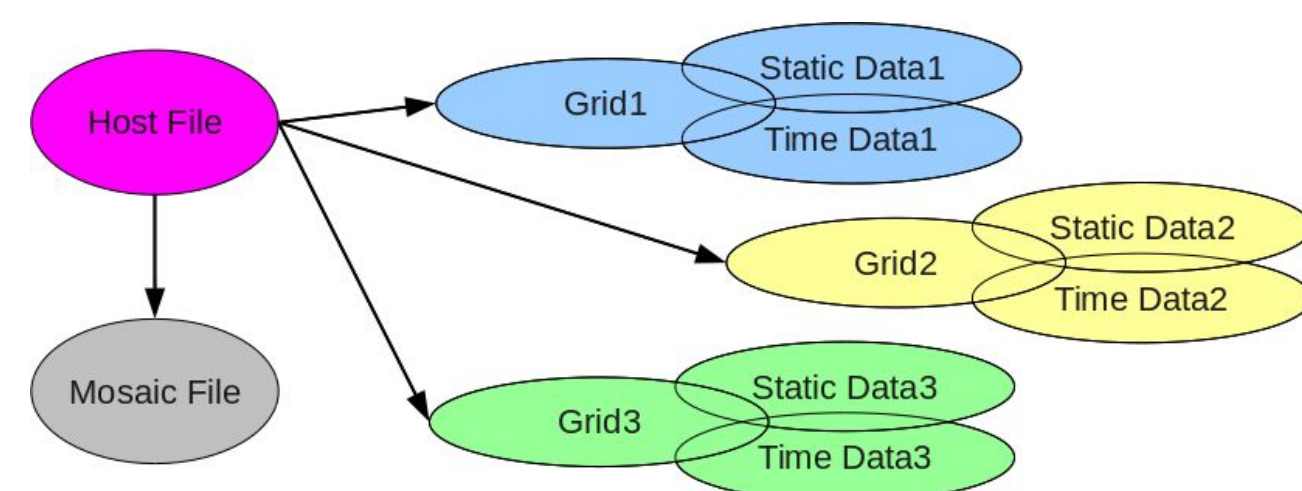 Host File
Grid1
Static Data1
Time Data1
Grid2
Static Data2
Time Data2
Mosaic File
Grid3
Static Data3
Time Data3